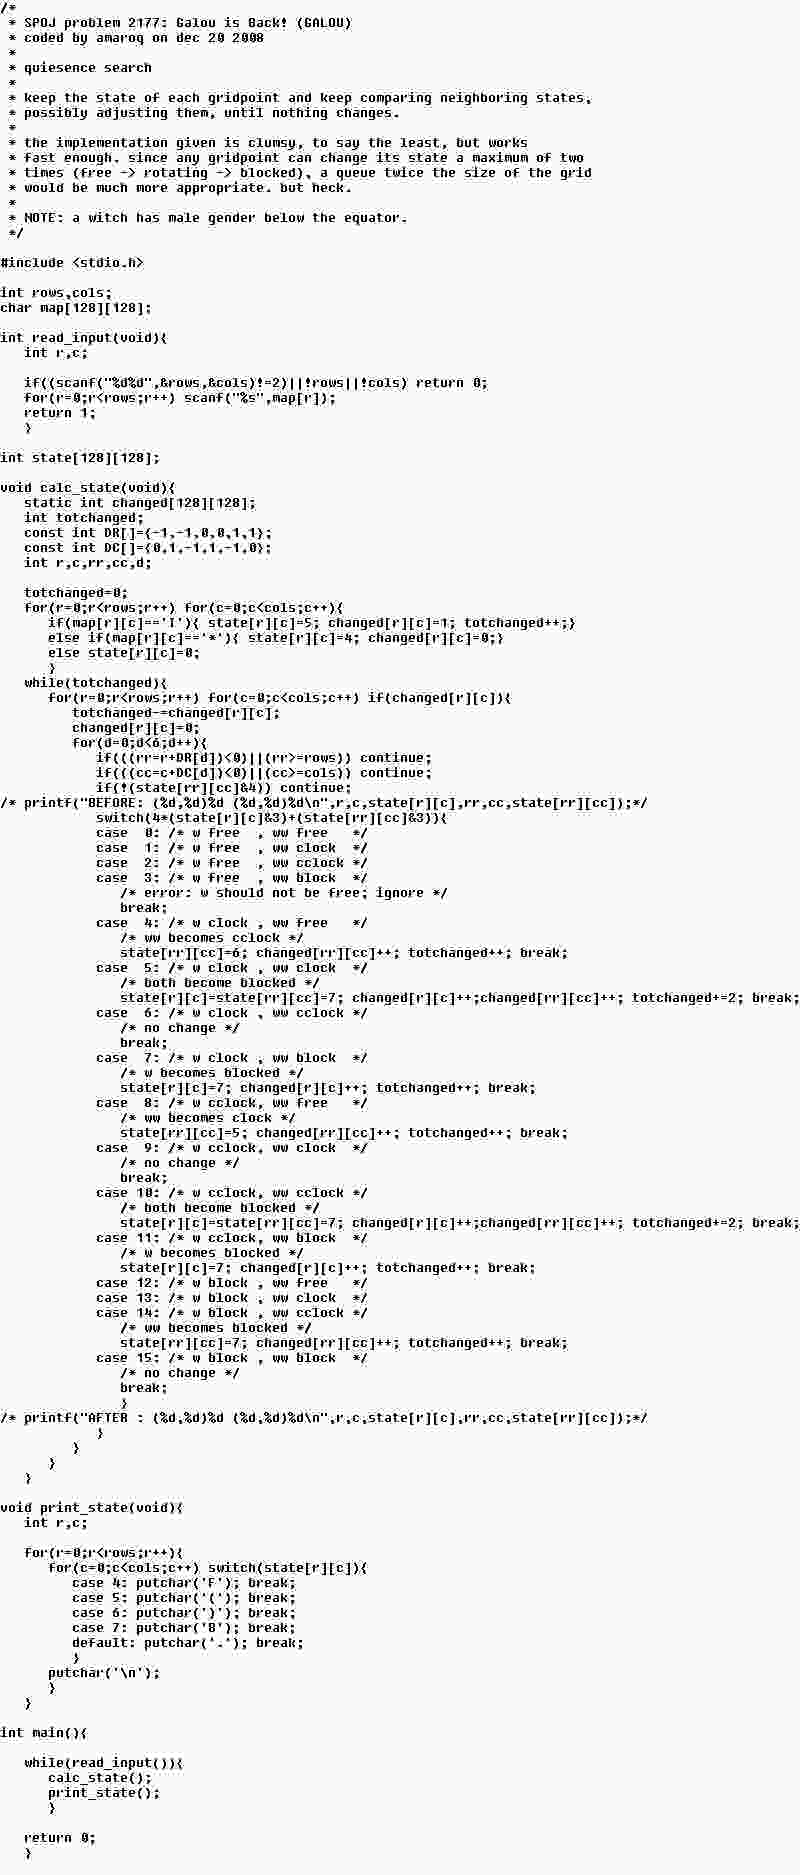 /*
 * SPOJ problem 2177: Galou is Back! (GALOU)
 * coded by amaroq on dec 20 2008
 *
 * quiesence search
 *
 * keep the state of each gridpoint and keep comparing neighboring states,
 * possibly adjusting them, until nothing changes.
 *
 * the implementation given is clumsy, to say the least, but works
 * fast enough. since any gridpoint can change its state a maximum of two
 * times (free -> rotating -> blocked), a queue twice the size of the grid
 * would be much more appropriate. but heck.
 *
 * NOTE: a witch has male gender below the equator.
 */

#include <stdio.h>

int rows,cols;
char map[128][128];

int read_input(void){
   int r,c;

   if((scanf("%d%d",&rows,&cols)!=2)||!rows||!cols) return 0;
   for(r=0;r<rows;r++) scanf("%s",map[r]);
   return 1;
   }

int state[128][128];

void calc_state(void){
   static int changed[128][128];
   int totchanged;
   const int DR[]={-1,-1,0,0,1,1};
   const int DC[]={0,1,-1,1,-1,0};
   int r,c,rr,cc,d;

   totchanged=0;
   for(r=0;r<rows;r++) for(c=0;c<cols;c++){
      if(map[r][c]=='I'){ state[r][c]=5; changed[r][c]=1; totchanged++;}
      else if(map[r][c]=='*'){ state[r][c]=4; changed[r][c]=0;}
      else state[r][c]=0;
      }
   while(totchanged){
      for(r=0;r<rows;r++) for(c=0;c<cols;c++) if(changed[r][c]){
         totchanged-=changed[r][c];
         changed[r][c]=0;
         for(d=0;d<6;d++){
            if(((rr=r+DR[d])<0)||(rr>=rows)) continue;
            if(((cc=c+DC[d])<0)||(cc>=cols)) continue;
            if(!(state[rr][cc]&4)) continue;
/* printf("BEFORE: (%d,%d)%d (%d,%d)%d\n",r,c,state[r][c],rr,cc,state[rr][cc]);*/
            switch(4*(state[r][c]&3)+(state[rr][cc]&3)){
            case  0: /* w free  , ww free   */
            case  1: /* w free  , ww clock  */
            case  2: /* w free  , ww cclock */
            case  3: /* w free  , ww block  */
               /* error: w should not be free; ignore */
               break;
            case  4: /* w clock , ww free   */
               /* ww becomes cclock */
               state[rr][cc]=6; changed[rr][cc]++; totchanged++; break;
            case  5: /* w clock , ww clock  */
               /* both become blocked */
               state[r][c]=state[rr][cc]=7; changed[r][c]++;changed[rr][cc]++; totchanged+=2; break;
            case  6: /* w clock , ww cclock */
               /* no change */
               break;
            case  7: /* w clock , ww block  */
               /* w becomes blocked */
               state[r][c]=7; changed[r][c]++; totchanged++; break;
            case  8: /* w cclock, ww free   */
               /* ww becomes clock */
               state[rr][cc]=5; changed[rr][cc]++; totchanged++; break;
            case  9: /* w cclock, ww clock  */
               /* no change */
               break;
            case 10: /* w cclock, ww cclock */
               /* both become blocked */
               state[r][c]=state[rr][cc]=7; changed[r][c]++;changed[rr][cc]++; totchanged+=2; break;
            case 11: /* w cclock, ww block  */
               /* w becomes blocked */
               state[r][c]=7; changed[r][c]++; totchanged++; break;
            case 12: /* w block , ww free   */
            case 13: /* w block , ww clock  */
            case 14: /* w block , ww cclock */
               /* ww becomes blocked */
               state[rr][cc]=7; changed[rr][cc]++; totchanged++; break;
            case 15: /* w block , ww block  */
               /* no change */
               break;
               }
/* printf("AFTER : (%d,%d)%d (%d,%d)%d\n",r,c,state[r][c],rr,cc,state[rr][cc]);*/
            }
         }
      }
   }

void print_state(void){
   int r,c;

   for(r=0;r<rows;r++){
      for(c=0;c<cols;c++) switch(state[r][c]){
         case 4: putchar('F'); break;
         case 5: putchar('('); break;
         case 6: putchar(')'); break;
         case 7: putchar('B'); break;
         default: putchar('.'); break;
         }
      putchar('\n');
      }
   }

int main(){

   while(read_input()){
      calc_state();
      print_state();
      }

   return 0;
   }